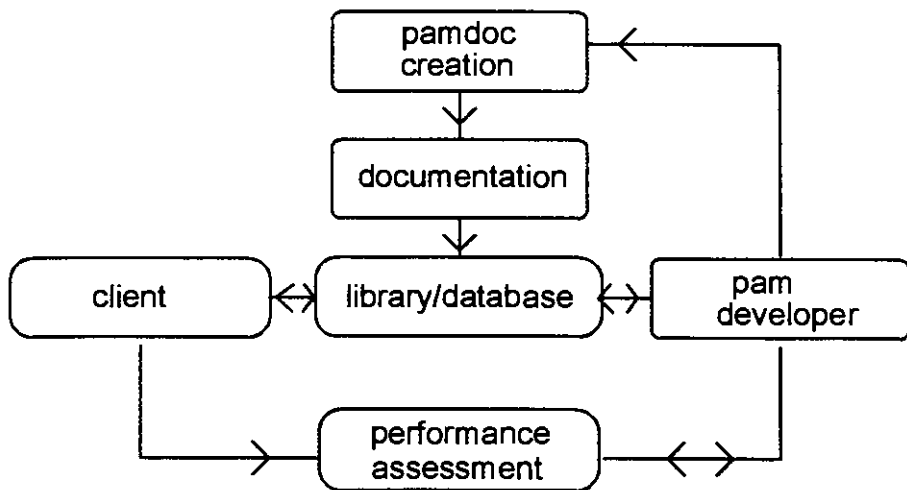 pamdoc
creation
documentation
client
library/database
pam
developer
performance
assessment